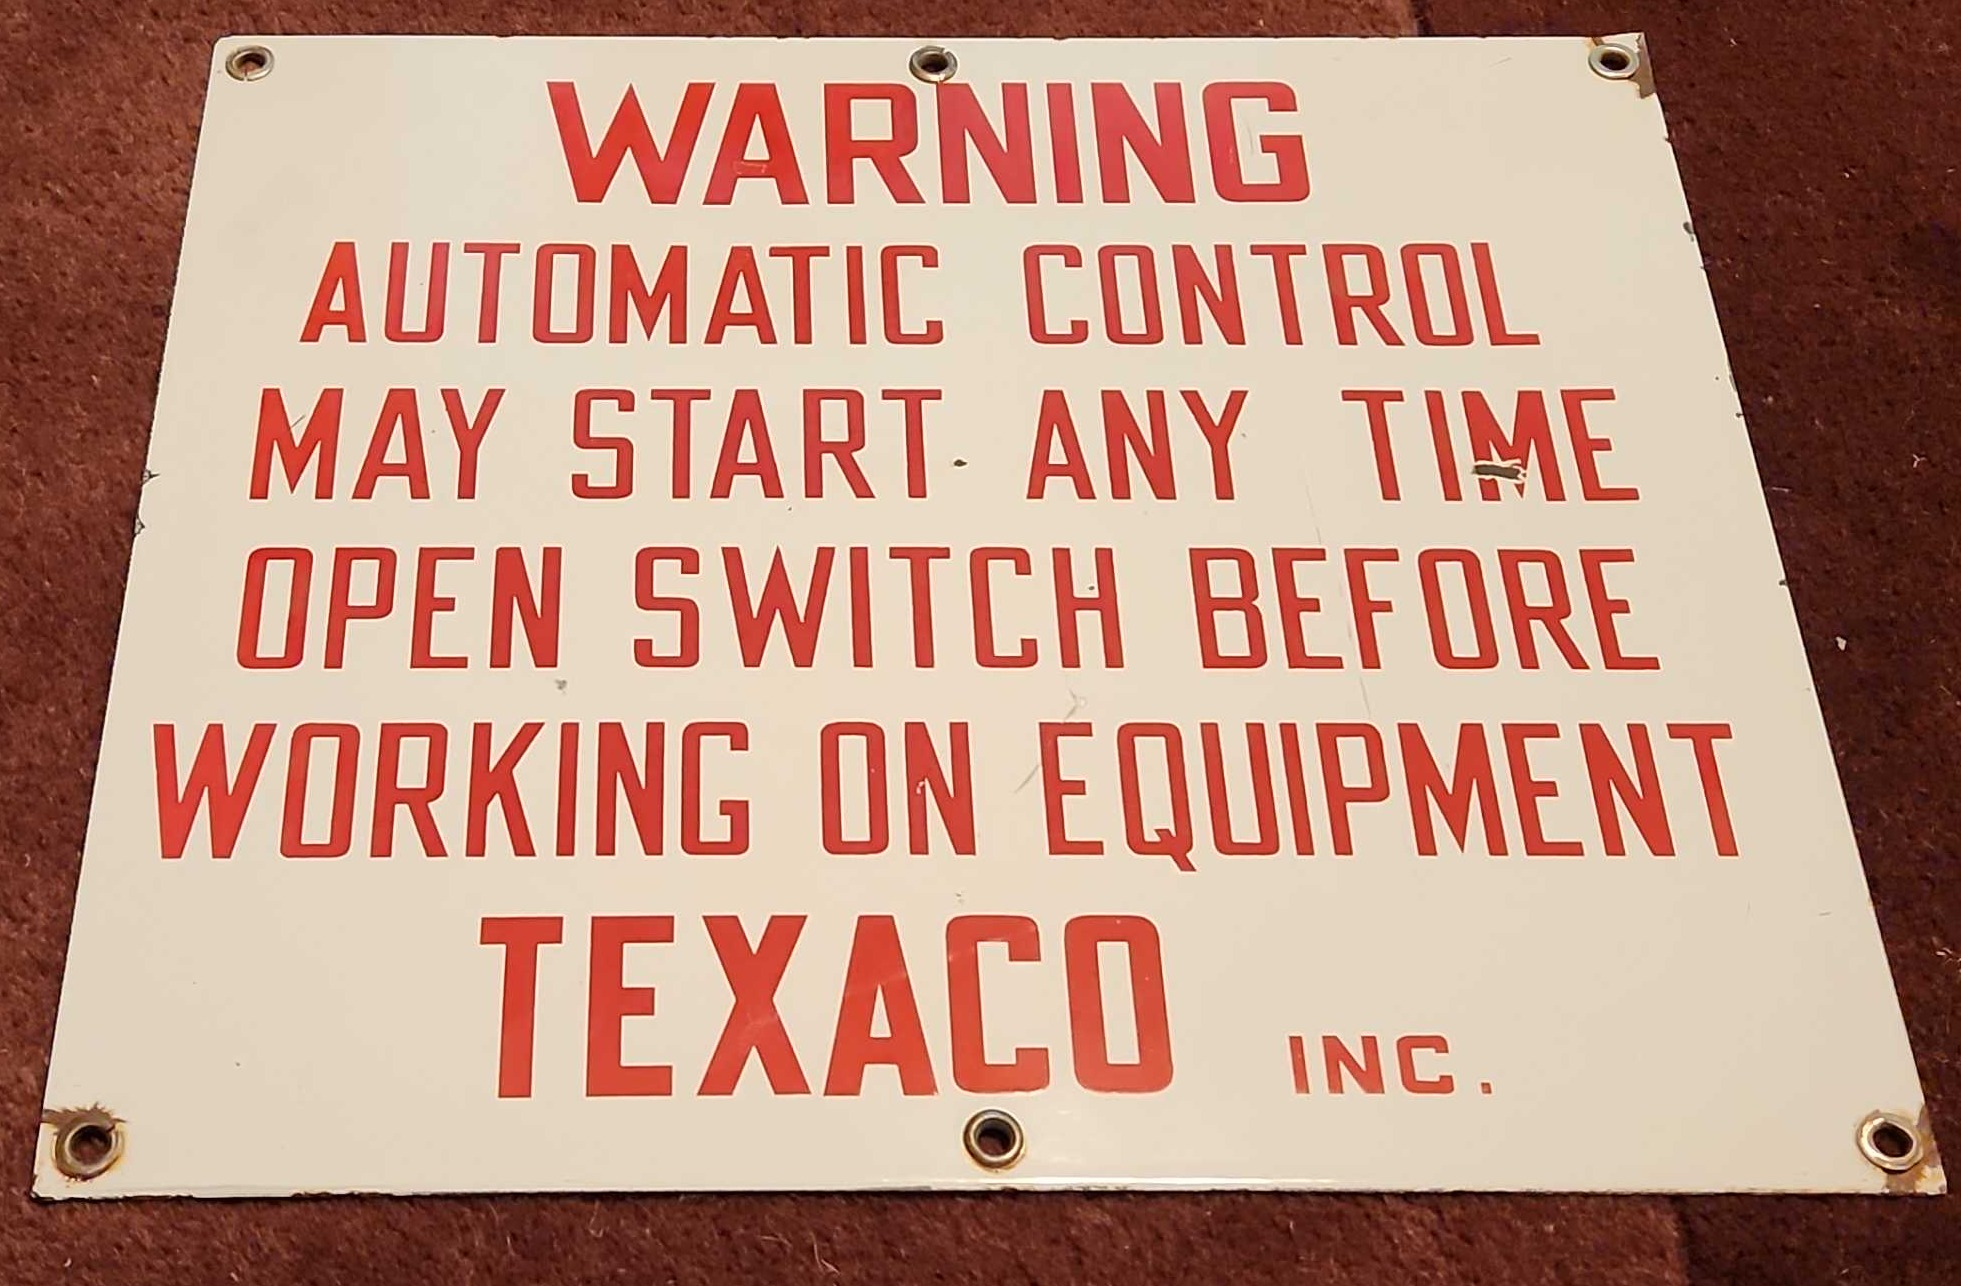 WARNING
AUTOMATIC CONTROL
MAY START ANY TIME
OPEN SWITCH BEFORE
WORKING ON EQUIPMENT
TEXACO INC.